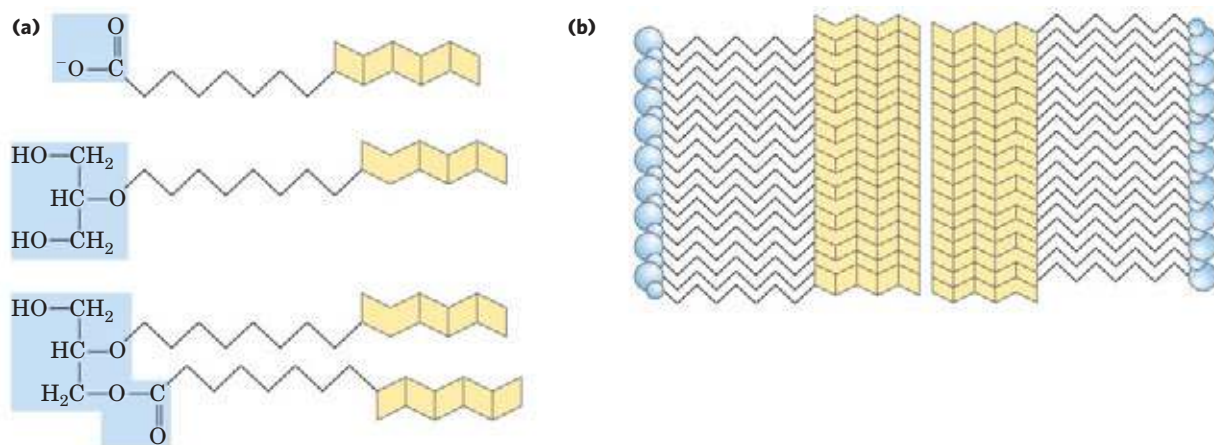 (a)
O
⁻O—C
HO—CH₂
HC—O
HO—CH₂
HO—CH₂
HC—O
H₂C—O—C
O
(b)